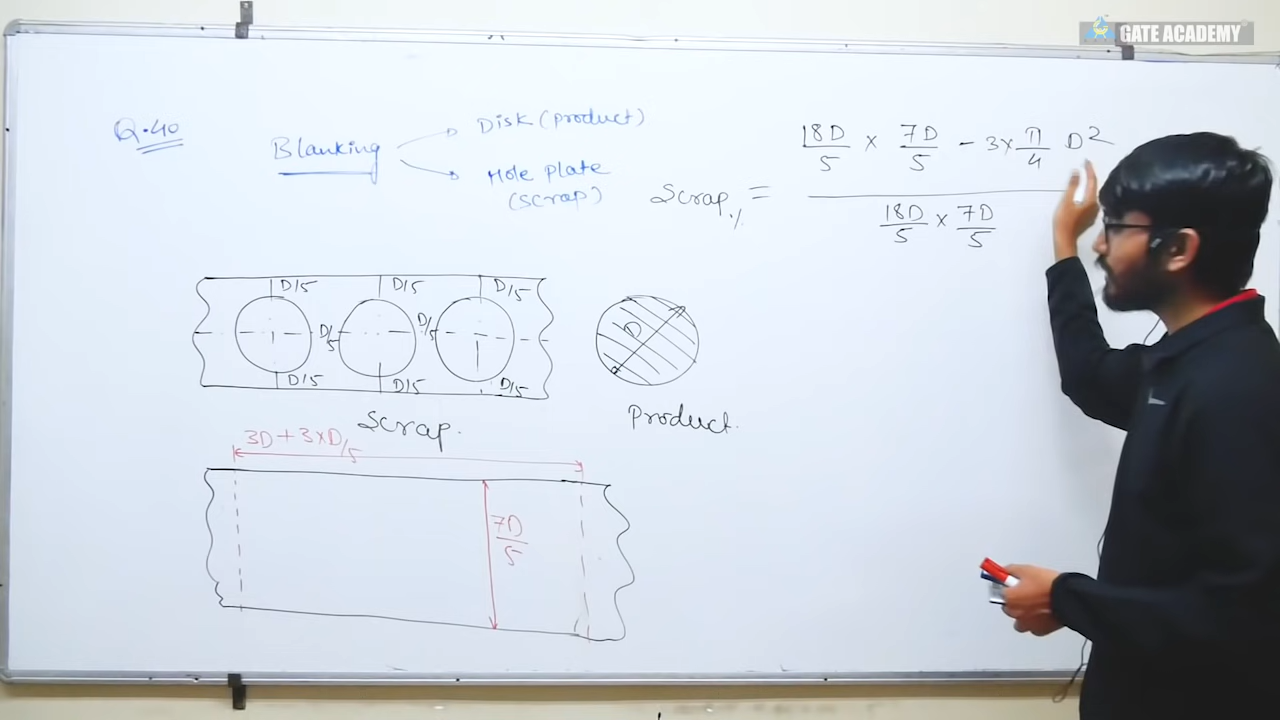 GATE ACADEMY
Q.40
Blanking
Disk (product)
Hole plate
(scrap)
Scrap % = (18D/5 × 7D/5 - 3×π/4 D²) / (18D/5 × 7D/5)
D/5 D/5 D/5
D/5 D/5
D/5 D/5 D/5
Scrap.
D
Product.
3D + 3×D/5
7D/5